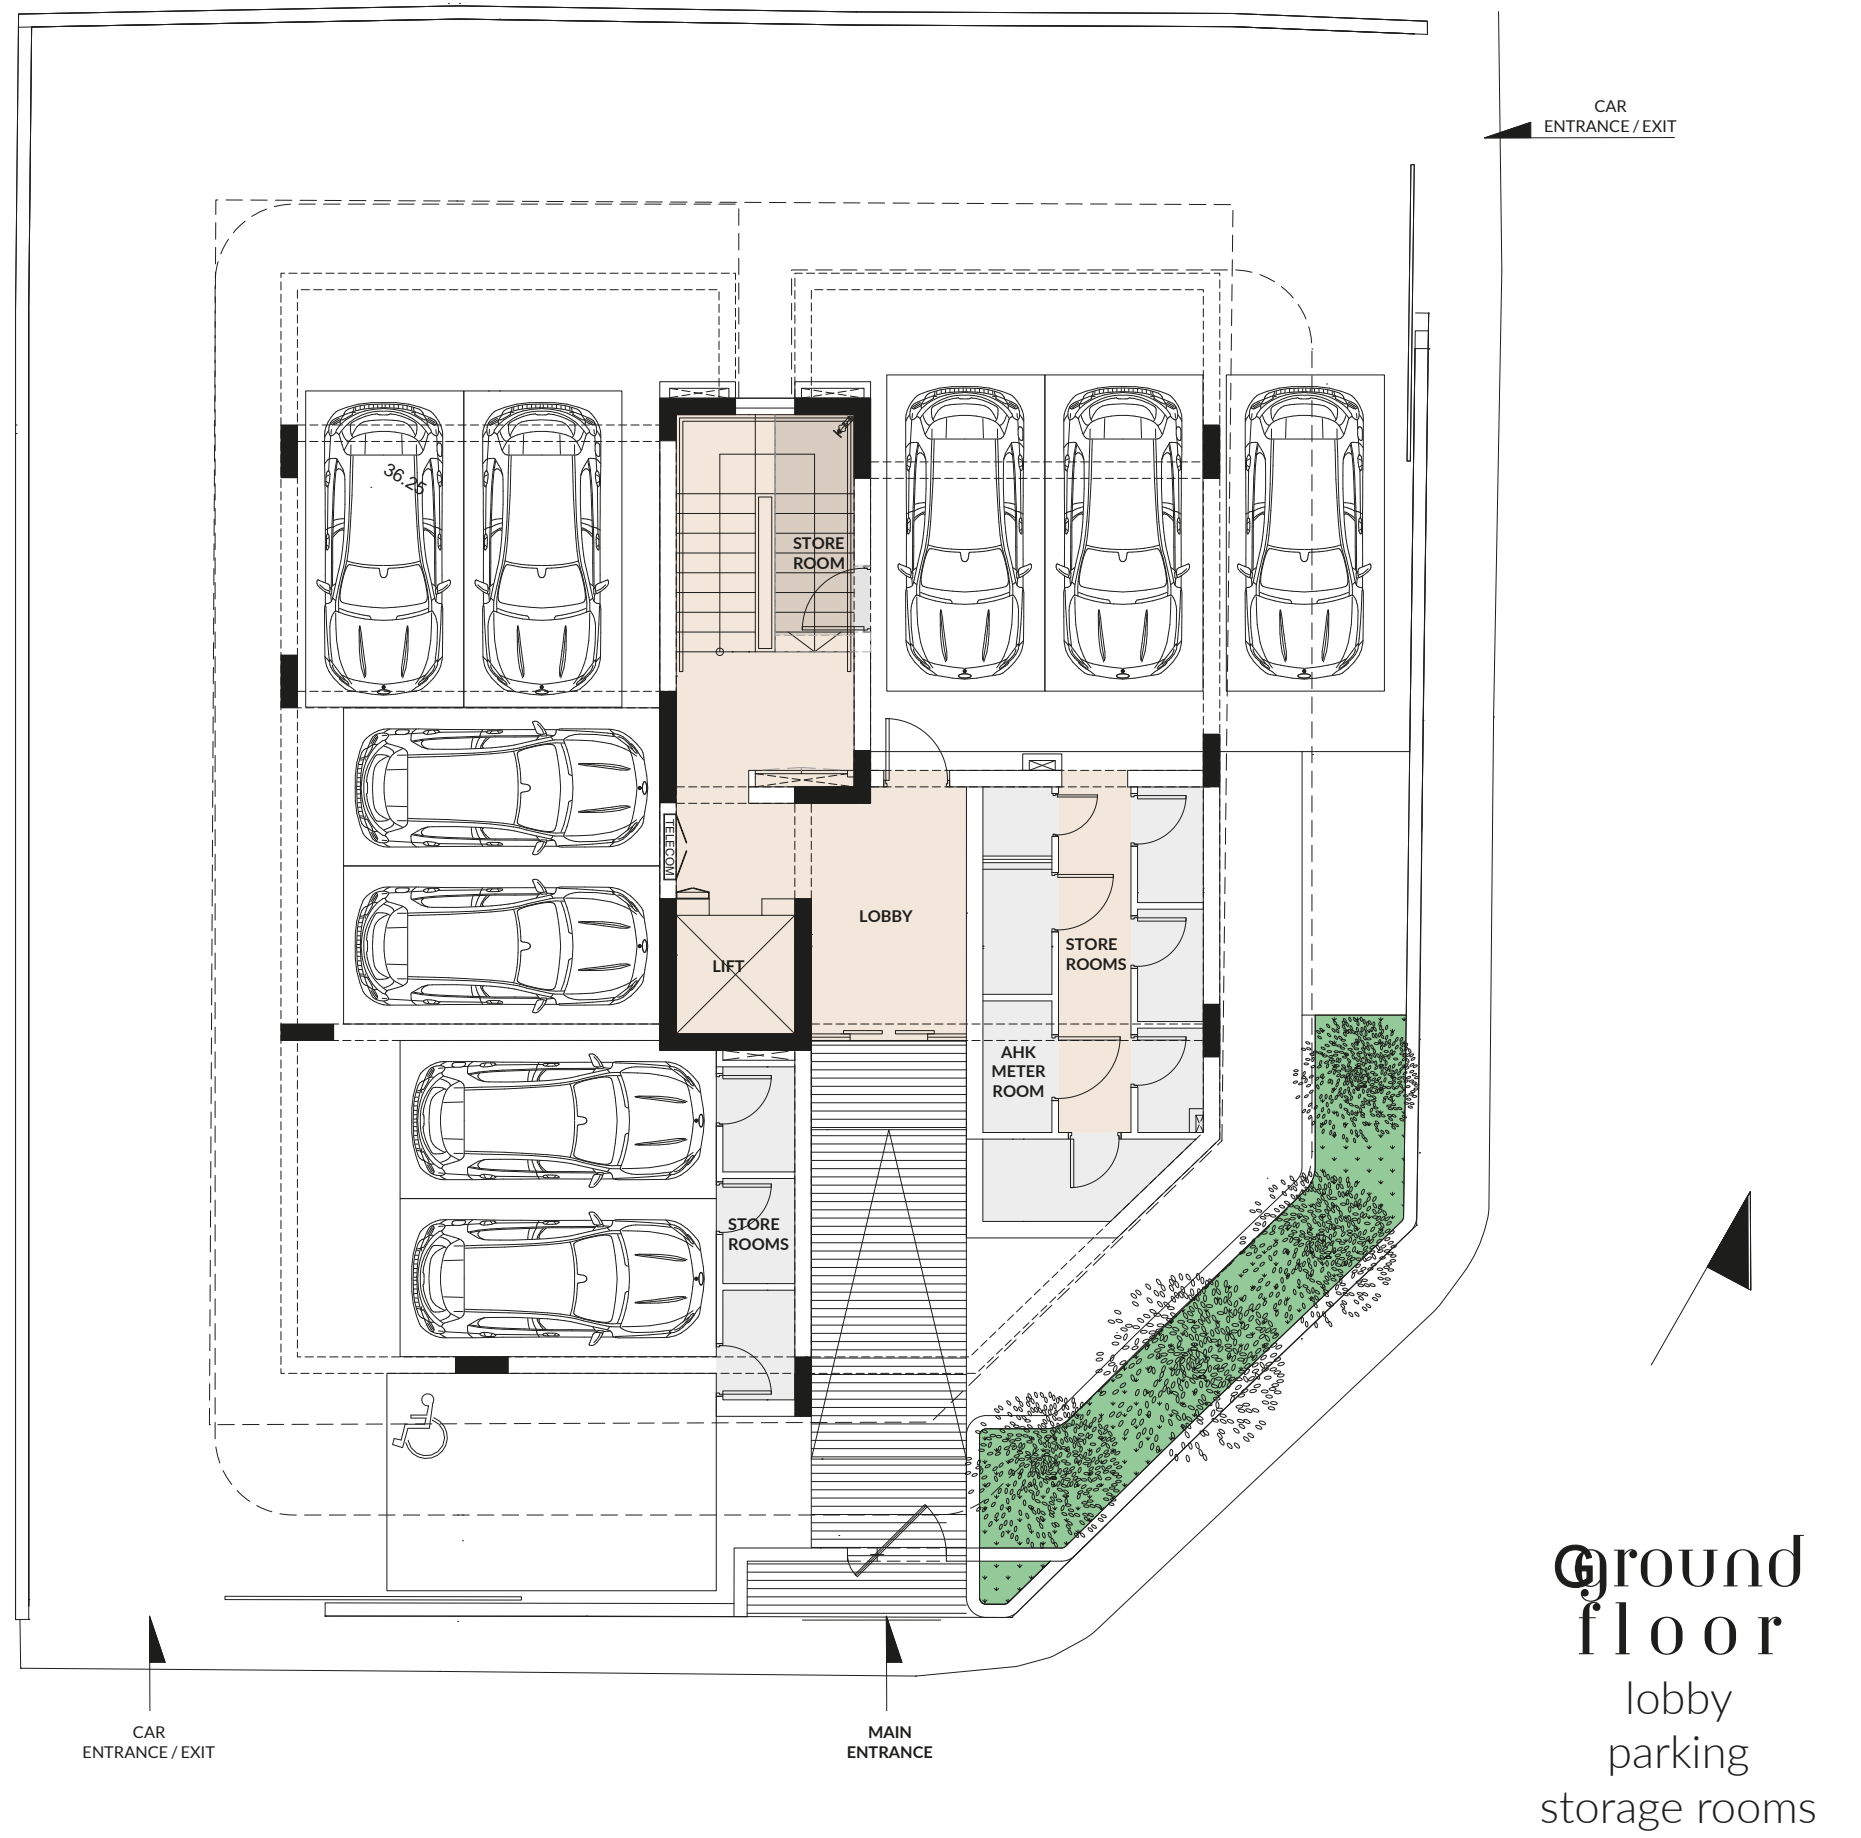 CAR
ENTRANCE / EXIT
36.25
STORE
ROOM
TELECOM
LOBBY
LIFT
STORE
ROOMS
AHK
METER
ROOM
STORE
ROOMS
CAR
ENTRANCE / EXIT
MAIN
ENTRANCE
G
ground
floor
lobby
parking
storage rooms